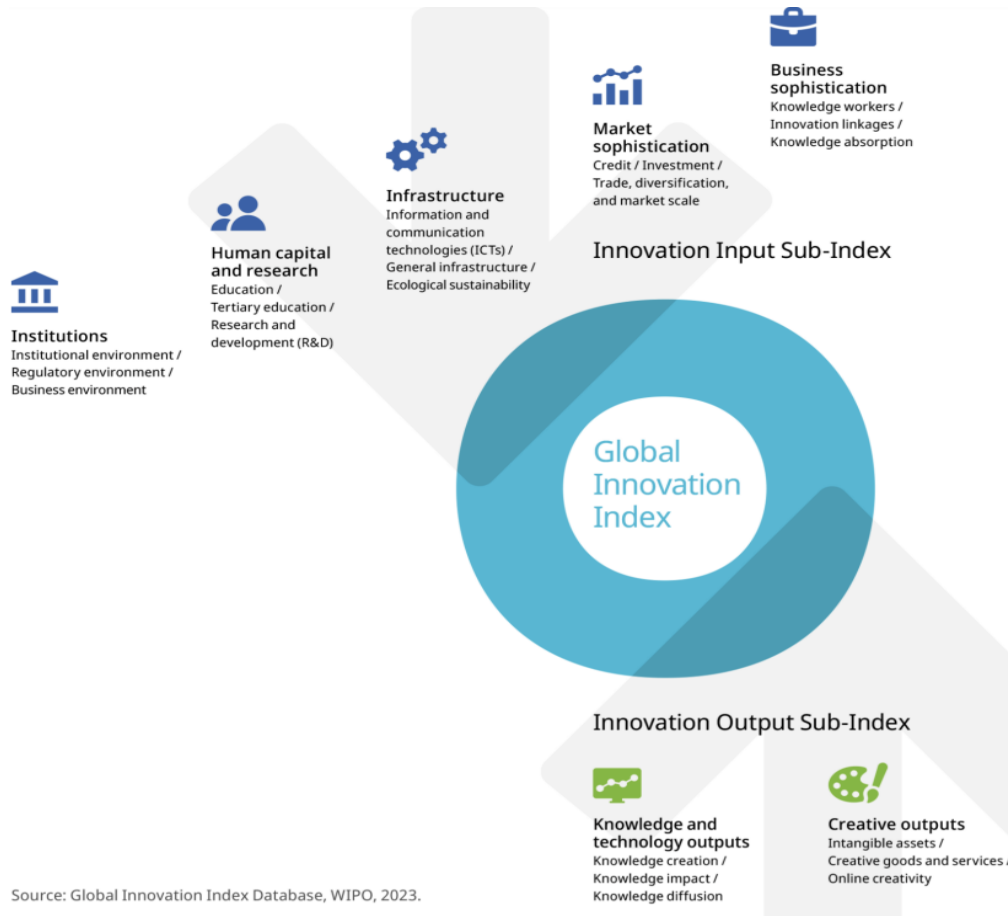 Business
sophistication
Knowledge workers /
Innovation linkages /
Knowledge absorption
Market
sophistication
Credit / Investment /
Trade, diversification,
and market scale
Infrastructure
Information and
communication
technologies (ICTs) /
General infrastructure /
Ecological sustainability
Human capital
and research
Education /
Tertiary education /
Research and
development (R&D)
Institutions
Institutional environment /
Regulatory environment /
Business environment
Innovation Input Sub-Index
Global
Innovation
Index
Innovation Output Sub-Index
Knowledge and
technology outputs
Knowledge creation /
Knowledge impact /
Knowledge diffusion
Creative outputs
Intangible assets /
Creative goods and services /
Online creativity
Source: Global Innovation Index Database, WIPO, 2023.